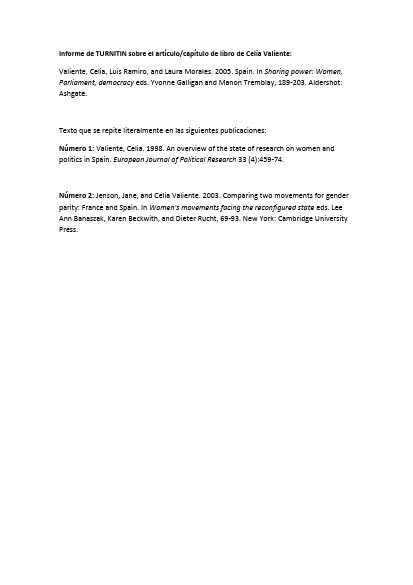 Informe de TURNITIN sobre el artículo/capítulo de libro de Celia Valiente:
Valiente, Celia, Luis Ramiro, and Laura Morales. 2005. Spain. In Sharing power: Women,
Parliament, democracy eds. Yvonne Galligan and Manon Tremblay, 189-203. Aldershot:
Ashgate.
Texto que se repite literalmente en las siguientes publicaciones:
Número 1: Valiente, Celia. 1998. An overview of the state of research on women and
politics in Spain. European Journal of Political Research 33 (4):459-74.
Número 2: Jenson, Jane, and Celia Valiente. 2003. Comparing two movements for gender
parity: France and Spain. In Women's movements facing the reconfigured state eds. Lee
Ann Banaszak, Karen Beckwith, and Dieter Rucht, 69-93. New York: Cambridge University
Press.